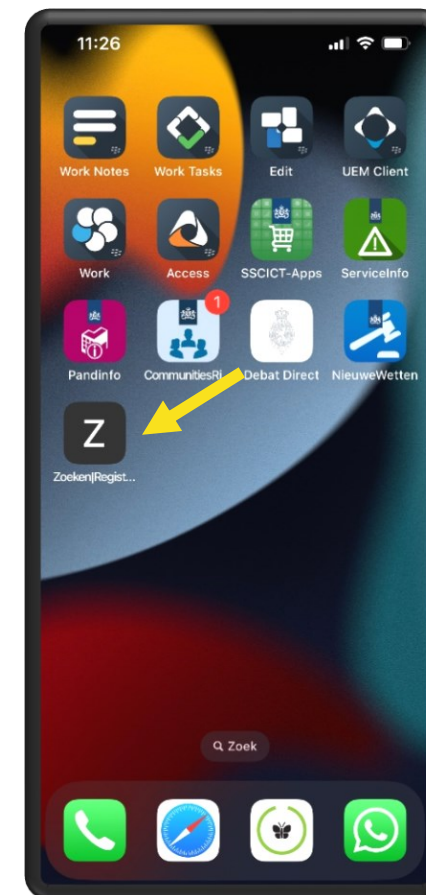 11:26
Work Notes Work Tasks Edit UEM Client
Work Access SSCICT-Apps ServiceInfo
1
Pandinfo CommunitiesRi Debat Direct NieuweWetten
Z
Zoeken|Regist...
Zoek